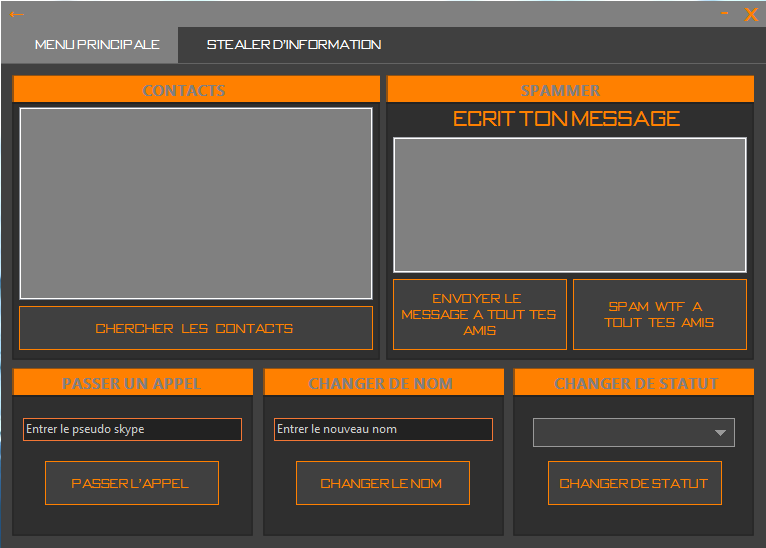 ←
-
X
MENU PRINCIPALE
STEALER D'INFORMATION
CONTACTS
CHERCHER LES CONTACTS
SPAMMER
ECRIT TON MESSAGE
ENVOYER LE
MESSAGE A TOUT TES
AMIS
SPAM WTF A
TOUT TES AMIS
PASSER UN APPEL
Entrer le pseudo skype
PASSER L'APPEL
CHANGER DE NOM
Entrer le nouveau nom
CHANGER LE NOM
CHANGER DE STATUT
CHANGER DE STATUT